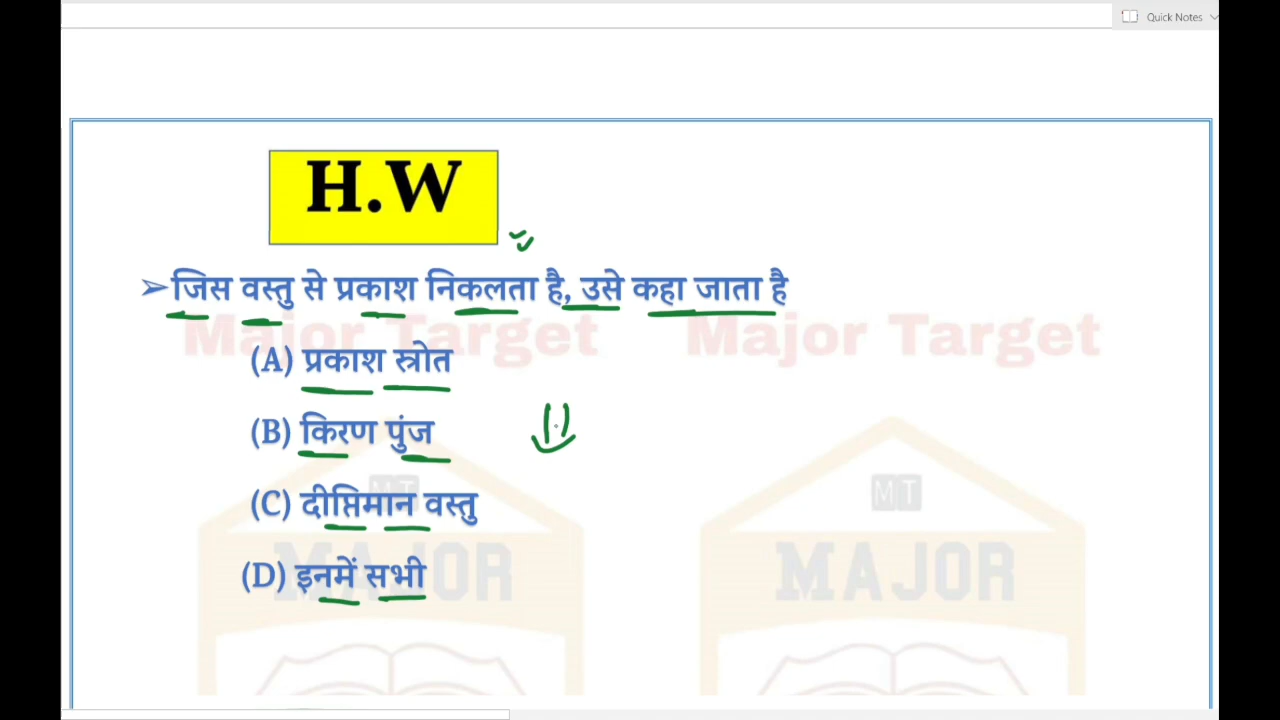 Quick Notes
H.W
➢जिस वस्तु से प्रकाश निकलता है, उसे कहा जाता है
Major Target Major Target
(A) प्रकाश स्त्रोत
(B) किरण पुंज
(C) दीप्तिमान वस्तु
MT MT
(D) इनमें सभी
MAJOR MAJOR